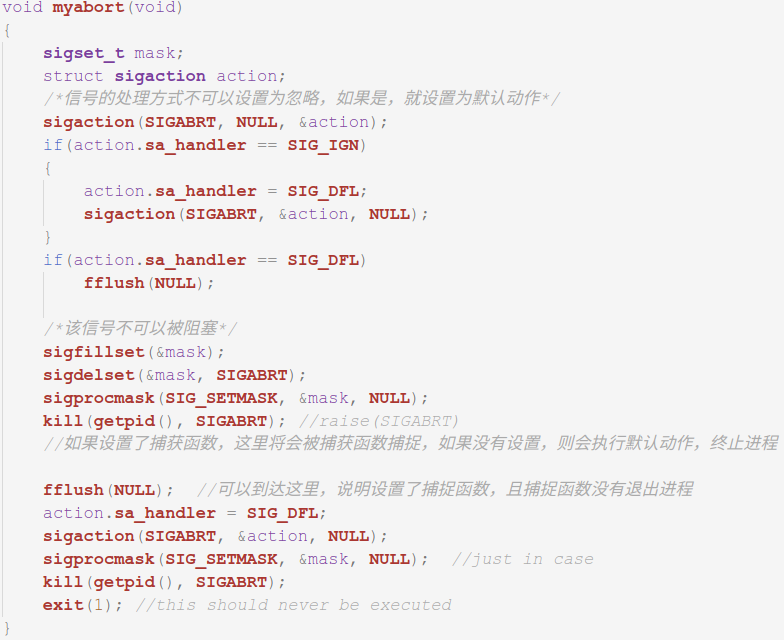 void myabort(void)
{
    sigset_t mask;
    struct sigaction action;
    /*信号的处理方式不可以设置为忽略，如果是，就设置为默认动作*/
    sigaction(SIGABRT, NULL, &action);
    if(action.sa_handler == SIG_IGN)
    {
        action.sa_handler = SIG_DFL;
        sigaction(SIGABRT, &action, NULL);
    }
    if(action.sa_handler == SIG_DFL)
        fflush(NULL);

    /*该信号不可以被阻塞*/
    sigfillset(&mask);
    sigdelset(&mask, SIGABRT);
    sigprocmask(SIG_SETMASK, &mask, NULL);
    kill(getpid(), SIGABRT); //raise(SIGABRT)
    //如果设置了捕获函数，这里将会被捕获函数捕捉，如果没有设置，则会执行默认动作，终止进程

    fflush(NULL);  //可以到达这里，说明设置了捕捉函数，且捕捉函数没有退出进程
    action.sa_handler = SIG_DFL;
    sigaction(SIGABRT, &action, NULL);
    sigprocmask(SIG_SETMASK, &mask, NULL);  //just in case
    kill(getpid(), SIGABRT);
    exit(1); //this should never be executed
}